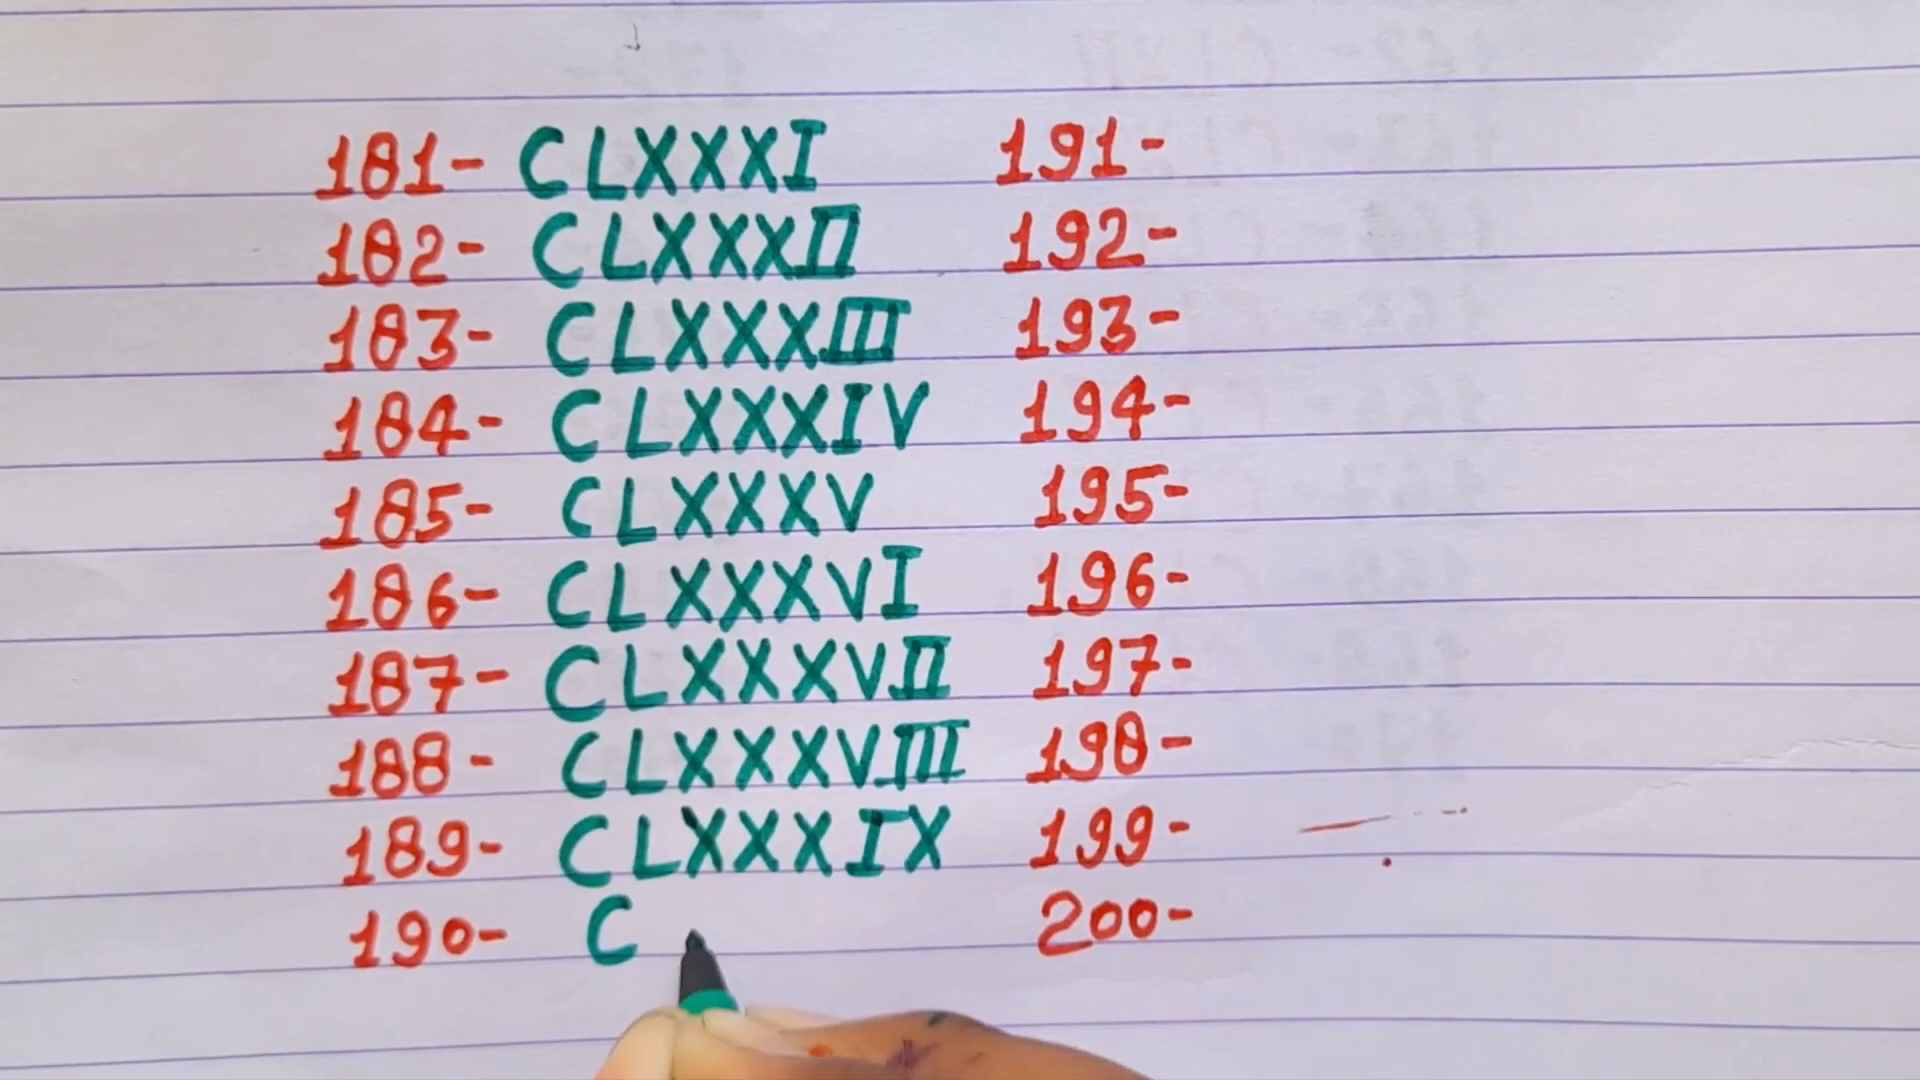 181- CLXXXI 191-
182- CLXXXII 192-
183- CLXXXIII 193-
184- CLXXXIV 194-
185- CLXXXV 195-
186- CLXXXVI 196-
187- CLXXXVII 197-
188- CLXXXVIII 198-
189- CLXXXIX 199-
190- C 200-